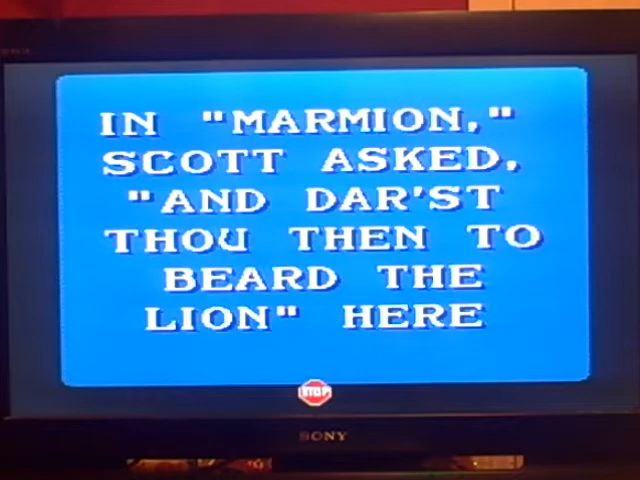 IN "MARMION,"
SCOTT ASKED,
"AND DAR'ST
THOU THEN TO
BEARD THE
LION" HERE
STOP
SONY